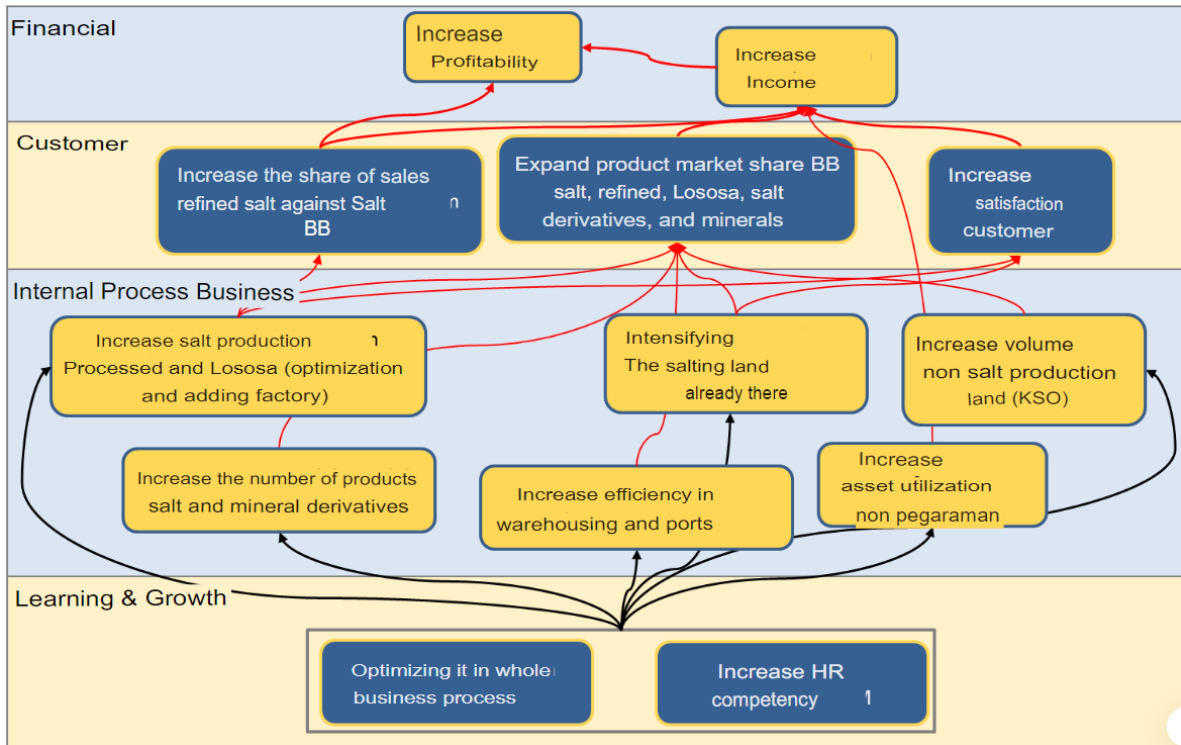 Financial
Increase
Profitability
Increase
Income
Customer
Increase the share of sales
refined salt against Salt n
BB
Expand product market share BB
salt, refined, Lososa, salt
derivatives, and minerals
Increase
satisfaction
customer
Internal Process Business
Increase salt production
Processed and Lososa (optimization
and adding factory)
Intensifying
The salting land
already there
Increase volume
non salt production
land (KSO)
Increase the number of products
salt and mineral derivatives
Increase efficiency in
warehousing and ports
Increase
asset utilization
non pegaraman
Learning & Growth
Optimizing it in whole
business process
Increase HR
competency